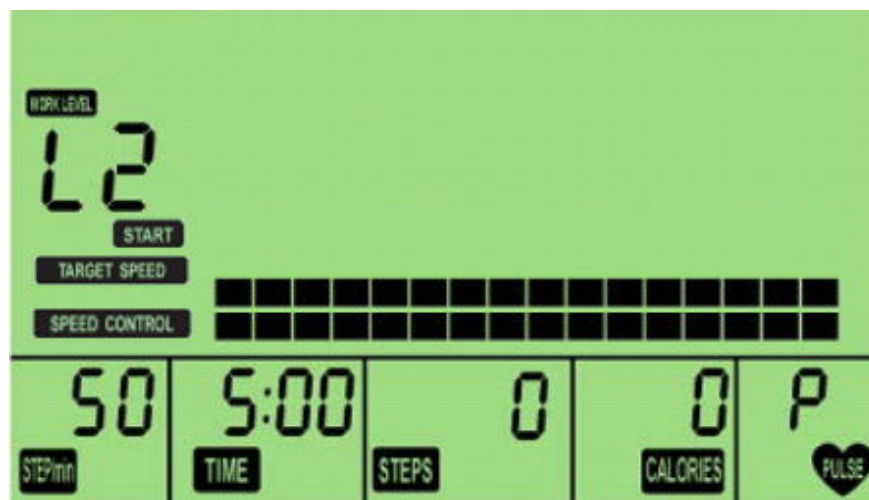 WORK LEVEL
L2
START
TARGET SPEED
SPEED CONTROL
50 5:00 0 0 P
STEP/min TIME STEPS CALORIES PULSE